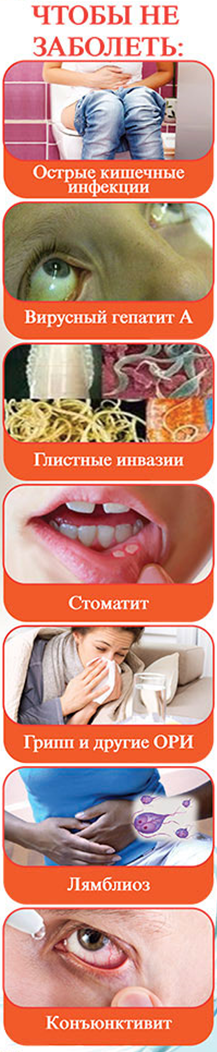 ЧТОБЫ НЕ
ЗАБОЛЕТЬ:
Острые кишечные
инфекции
Вирусный гепатит А
Глистные инвазии
Стоматит
Грипп и другие ОРИ
Лямблиоз
Конъюнктивит